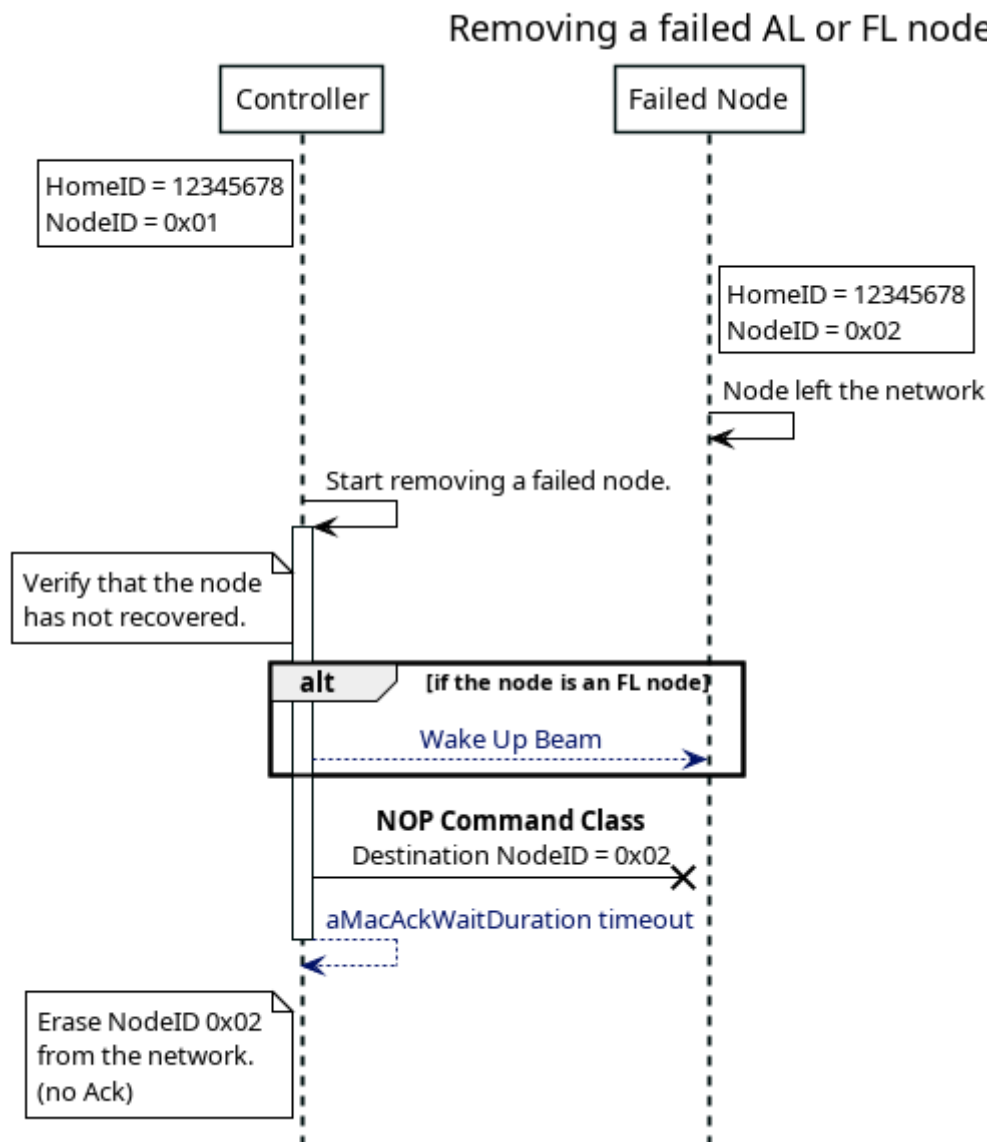 Removing a failed AL or FL node
Controller
Failed Node
HomeID = 12345678
NodeID = 0x01
HomeID = 12345678
NodeID = 0x02
Node left the network
Start removing a failed node.
Verify that the node
has not recovered.
alt
[if the node is an FL node]
Wake Up Beam
NOP Command Class
Destination NodeID = 0x02
aMacAckWaitDuration timeout
Erase NodeID 0x02
from the network.
(no Ack)